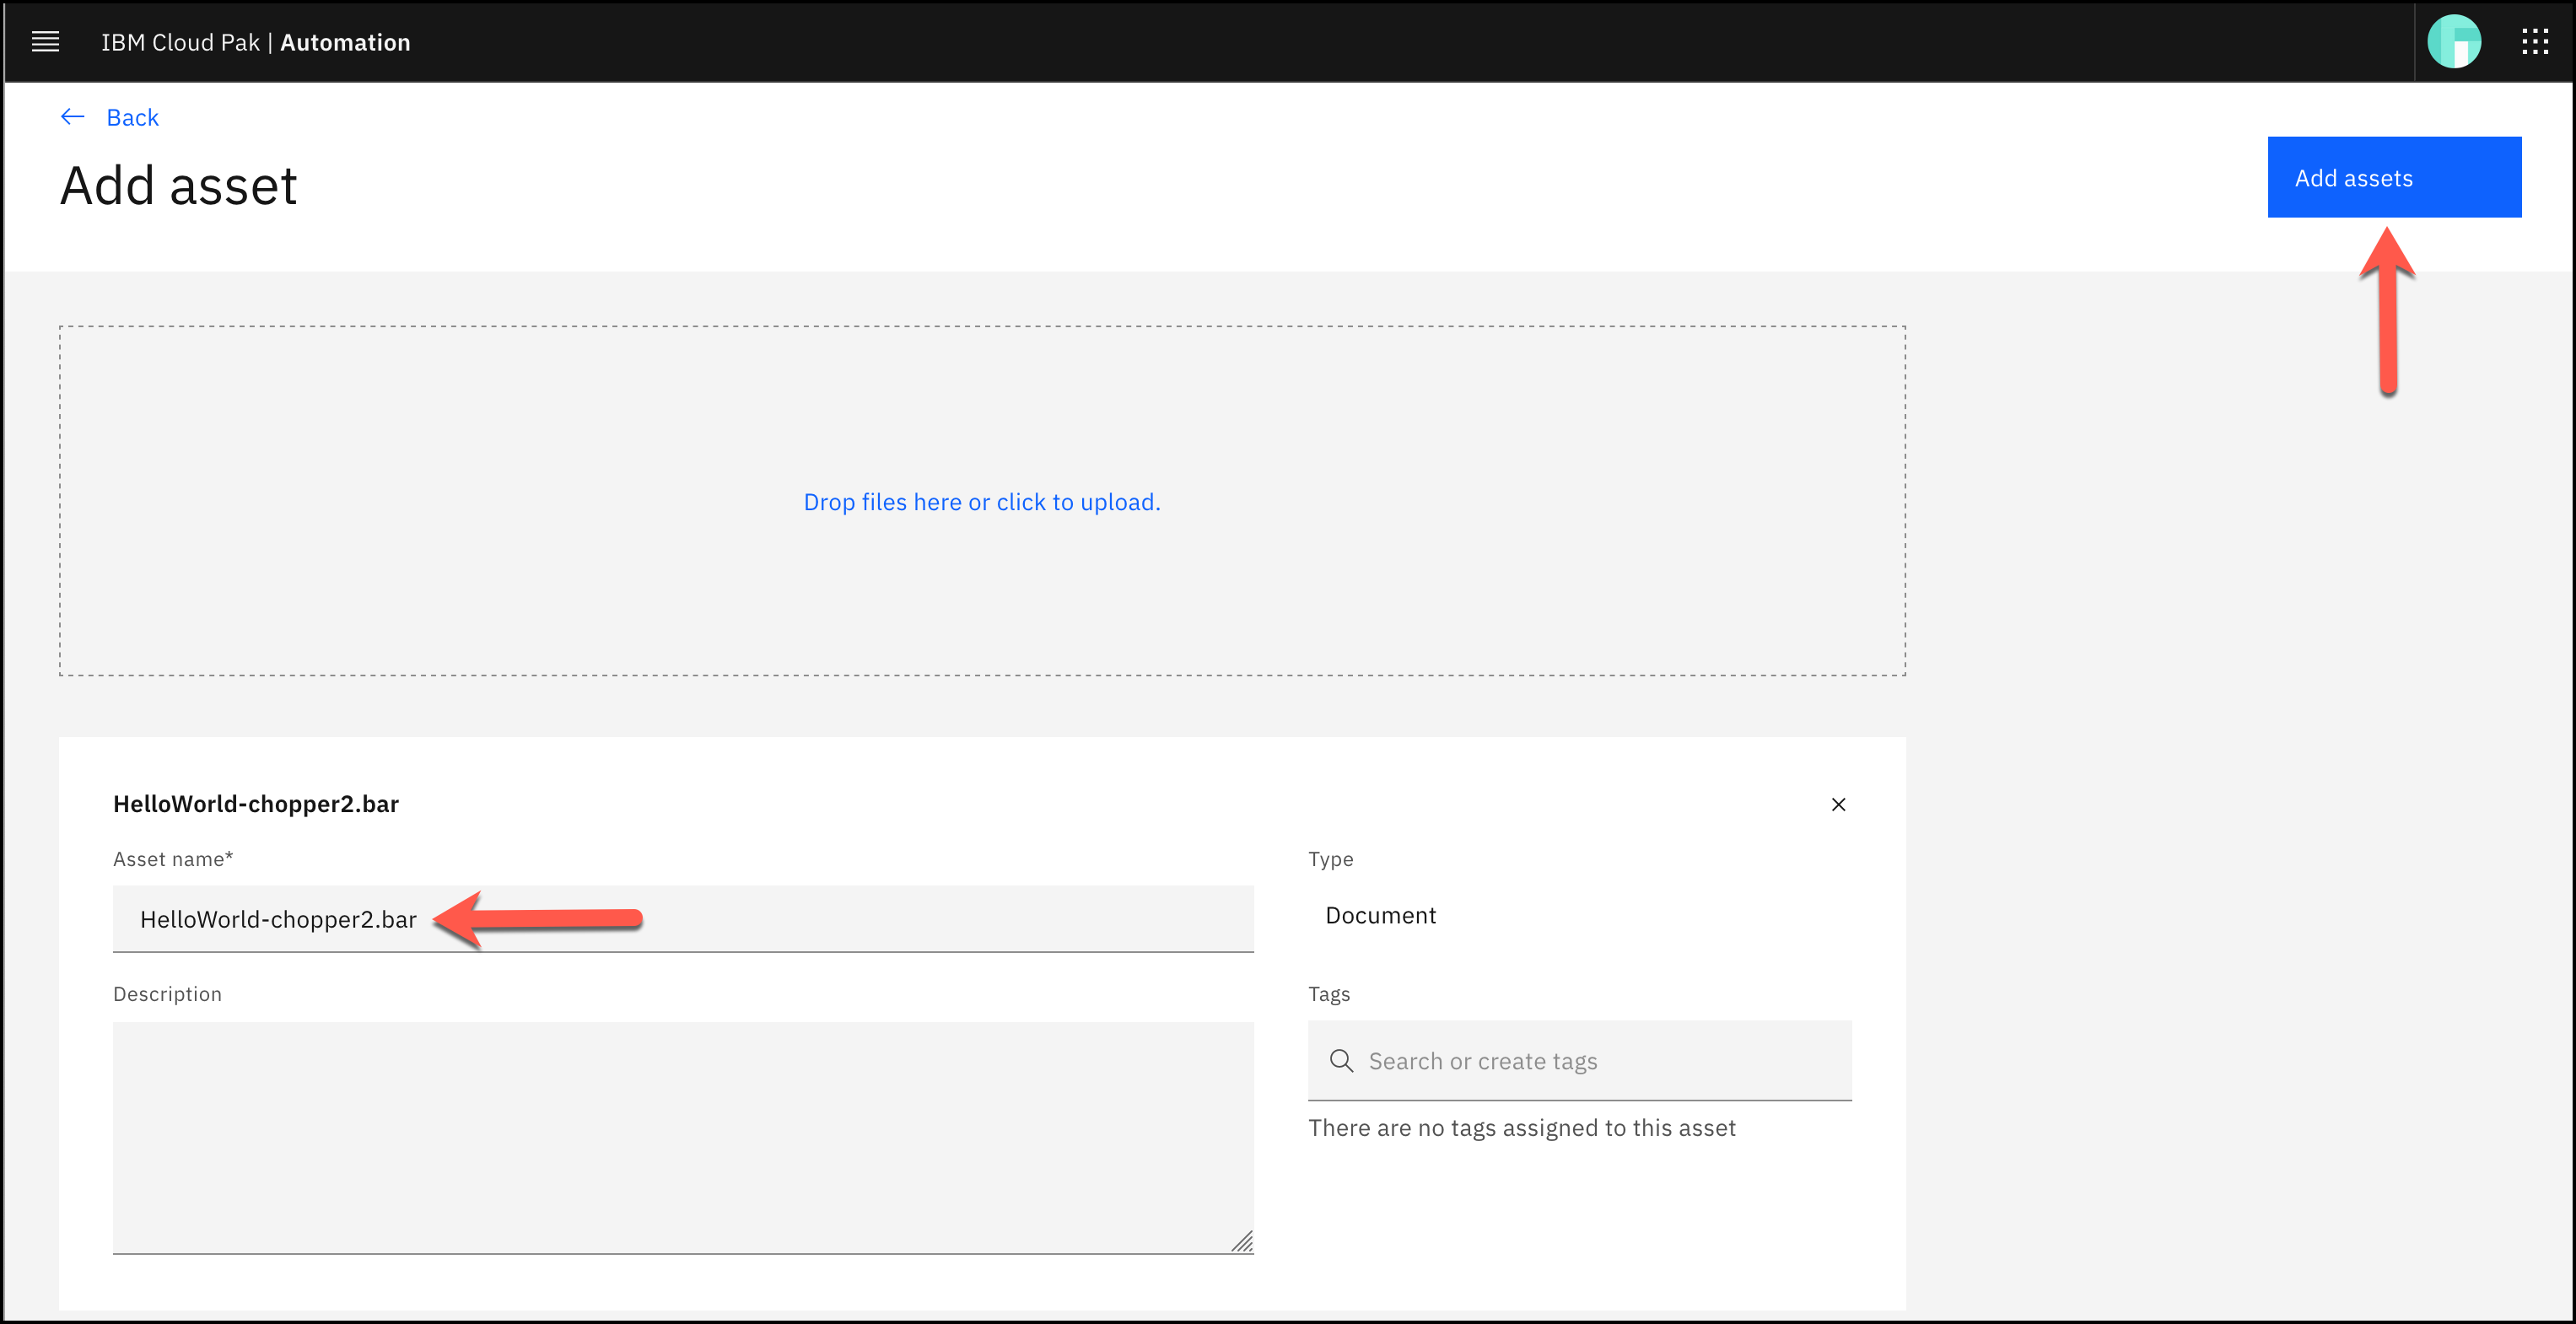 IBM Cloud Pak | Automation
Back
Add asset
Add assets
Drop files here or click to upload.
HelloWorld-chopper2.bar
Asset name*
HelloWorld-chopper2.bar
Type
Document
Description
Tags
Search or create tags
There are no tags assigned to this asset